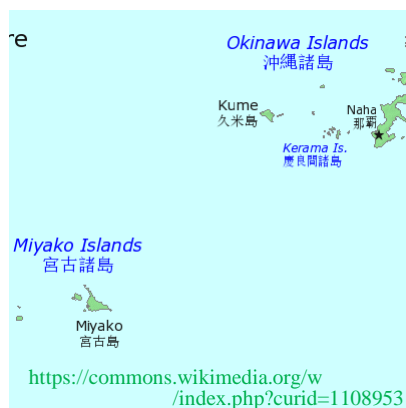 re
Okinawa Islands
沖縄諸島
Kume
久米島
Naha
那覇
Kerama Is.
慶良間諸島
Miyako Islands
宮古諸島
Miyako
宮古島
https://commons.wikimedia.org/w
/index.php?curid=1108953